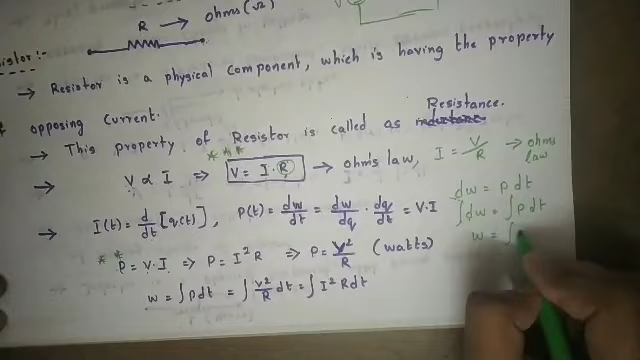 R → ohms (Ω)
istor :-
→ Resistor is a physical component, which is having the property
of opposing current.
→ This property of Resistor is called as Resistance.
→ V ∝ I ⇒ *** V = I·R → ohm's law, I = V/R → ohms law
→ I(t) = d/dt [q(t)], P(t) = dw/dt = dw/dq · dq/dt = V·I
** P = V·I ⇒ P = I²R ⇒ P = V²/R (watts)
w = ∫ P dt = ∫ V²/R dt = ∫ I² R dt
dw = P dt
∫ dw = ∫ P dt
w = ∫